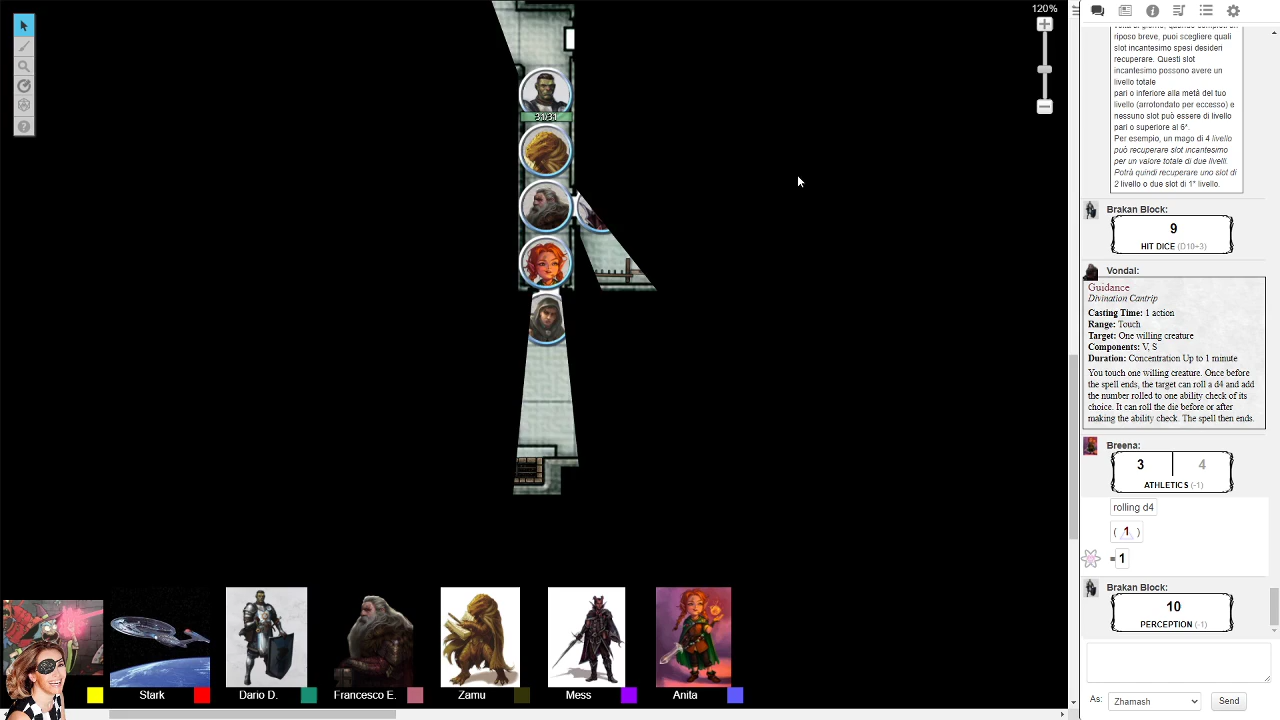 120%
31/31
volta al giorno, quando completi un
riposo breve, puoi scegliere quali
slot incantesimo spesi desideri
recuperare. Questi slot
incantesimo possono avere un
livello totale
pari o inferiore alla metà del tuo
livello (arrotondato per eccesso) e
nessuno slot può essere di livello
pari o superiore al 6°.
Per esempio, un mago di 4 livello
può recuperare slot incantesimo
per un valore totale di due livelli.
Potrà quindi recuperare uno slot di
2 livello o due slot di 1° livello.
Brakan Block:
9
HIT DICE (D10+3)
Vondal:
Guidance
Divination Cantrip
Casting Time: 1 action
Range: Touch
Target: One willing creature
Components: V, S
Duration: Concentration Up to 1 minute
You touch one willing creature. Once before
the spell ends, the target can roll a d4 and add
the number rolled to one ability check of its
choice. It can roll the die before or after
making the ability check. The spell then ends.
Breena:
3 4
ATHLETICS (-1)
rolling d4
( 1 )
=1
Brakan Block:
10
PERCEPTION (-1)
As: Zhamash Send
Stark
Dario D.
Francesco E.
Zamu
Mess
Anita